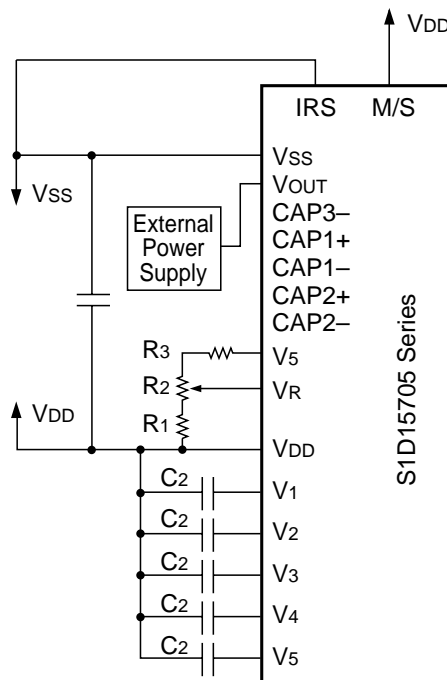 VDD
IRS M/S
VSS
VSS
VOUT
External
Power
Supply
CAP3–
CAP1+
CAP1–
CAP2+
CAP2–
R3
V5
R2
VR
R1
VDD
VDD
C2
V1
C2
V2
C2
V3
C2
V4
C2
V5
S1D15705 Series